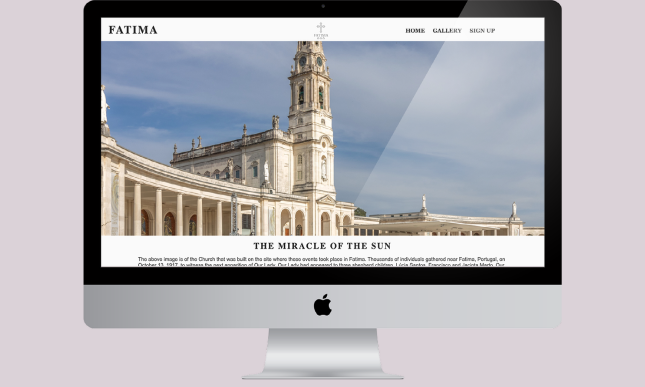 FATIMA
FATIMA
HOME GALLERY SIGN UP
THE MIRACLE OF THE SUN
The above image is of the Church that was built on the site where these events took place in Fatima. Thousands of individuals gathered near Fatima, Portugal, on
October 13, 1917, to witness the next apparition of Our Lady. Our Lady had appeared to three shepherd children, Lúcia Santos, Francisco and Jacinta Marto. Our